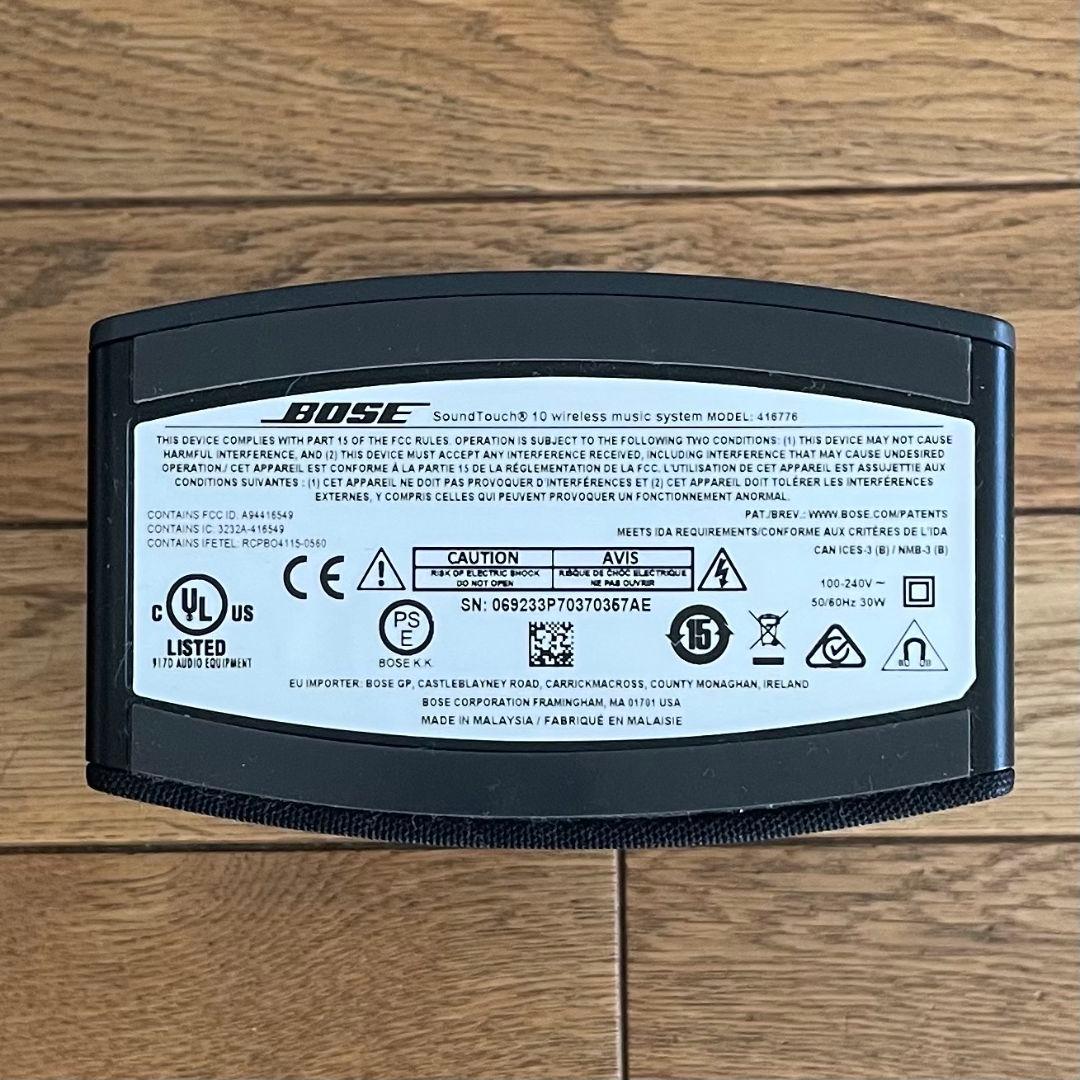 BOSE SoundTouch® 10 wireless music system MODEL: 416776
THIS DEVICE COMPLIES WITH PART 15 OF THE FCC RULES. OPERATION IS SUBJECT TO THE FOLLOWING TWO CONDITIONS: (1) THIS DEVICE MAY NOT CAUSE
HARMFUL INTERFERENCE, AND (2) THIS DEVICE MUST ACCEPT ANY INTERFERENCE RECEIVED, INCLUDING INTERFERENCE THAT MAY CAUSE UNDESIRED
OPERATION./ CET APPAREIL EST CONFORME À LA PARTIE 15 DE LA RÉGLEMENTATION DE LA FCC. L'UTILISATION DE CET APPAREIL EST ASSUJETTIE AUX
CONDITIONS SUIVANTES : (1) CET APPAREIL NE DOIT PAS PROVOQUER D'INTERFÉRENCES ET (2) CET APPAREIL DOIT TOLÉRER LES INTERFÉRENCES
EXTERNES, Y COMPRIS CELLES QUI PEUVENT PROVOQUER UN FONCTIONNEMENT ANORMAL.
CONTAINS FCC ID: A94416549
CONTAINS IC: 3232A-416549
CONTAINS IFETEL: RCPBO4115-0560
PAT./BREV.: WWW.BOSE.COM/PATENTS
MEETS IDA REQUIREMENTS/CONFORME AUX CRITÈRES DE L'IDA
CAN ICES-3 (B) / NMB-3 (B)
CE
CAUTION
RISK OF ELECTRIC SHOCK
DO NOT OPEN
AVIS
RISQUE DE CHOC ELECTRIQUE
NE PAS OUVRIR
100-240V ~
50/60Hz 30W
SN: 069233P70370367AE
C UL US
LISTED
917D AUDIO EQUIPMENT
PS
E
BOSE K.K.
15
EU IMPORTER: BOSE GP, CASTLEBLAYNEY ROAD, CARRICKMACROSS, COUNTY MONAGHAN, IRELAND
BOSE CORPORATION FRAMINGHAM, MA 01701 USA
MADE IN MALAYSIA / FABRIQUÉ EN MALAISIE